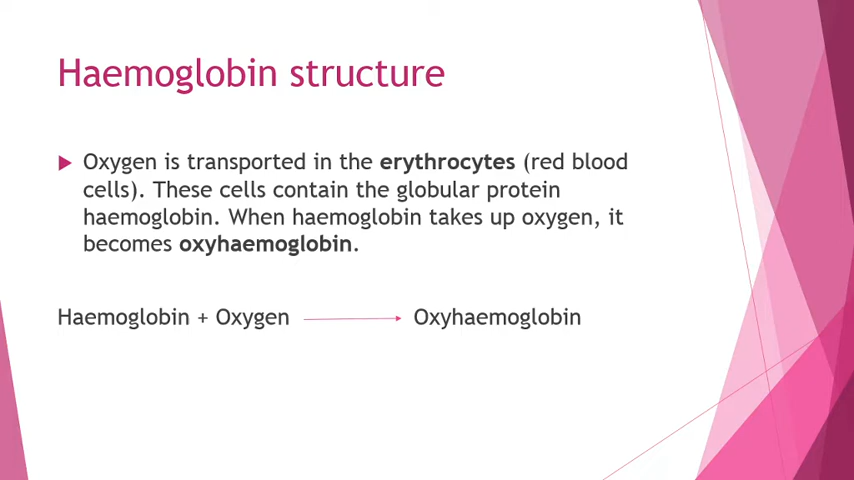 Haemoglobin structure
Oxygen is transported in the erythrocytes (red blood
cells). These cells contain the globular protein
haemoglobin. When haemoglobin takes up oxygen, it
becomes oxyhaemoglobin.
Haemoglobin + Oxygen Oxyhaemoglobin